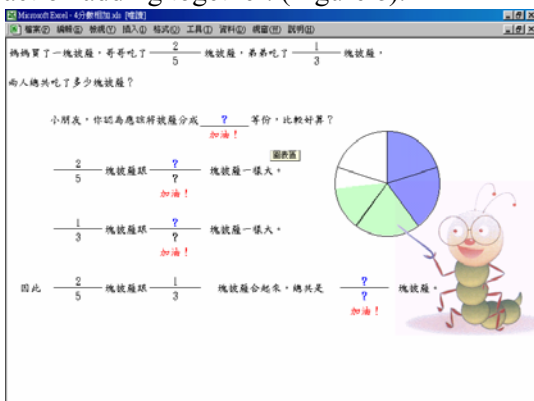 Microsoft Excel - 4分數相加.xls [唯讀]
檔案(F) 編輯(E) 檢視(V) 插入(I) 格式(O) 工具(T) 資料(D) 視窗(W) 說明(H)
媽媽買了一塊披薩，哥哥吃了 2/5 塊披薩，弟弟吃了 1/3 塊披薩，
兩人總共吃了多少塊披薩？
小朋友，你認為應該將披薩分成 ? 等份，比較好算？
加油！
圖表區
2/5 塊披薩跟 ?/? 塊披薩一樣大。
加油！
1/3 塊披薩跟 ?/? 塊披薩一樣大。
加油！
因此 2/5 塊披薩跟 1/3 塊披薩合起來，總共是 ?/? 塊披薩。
加油！